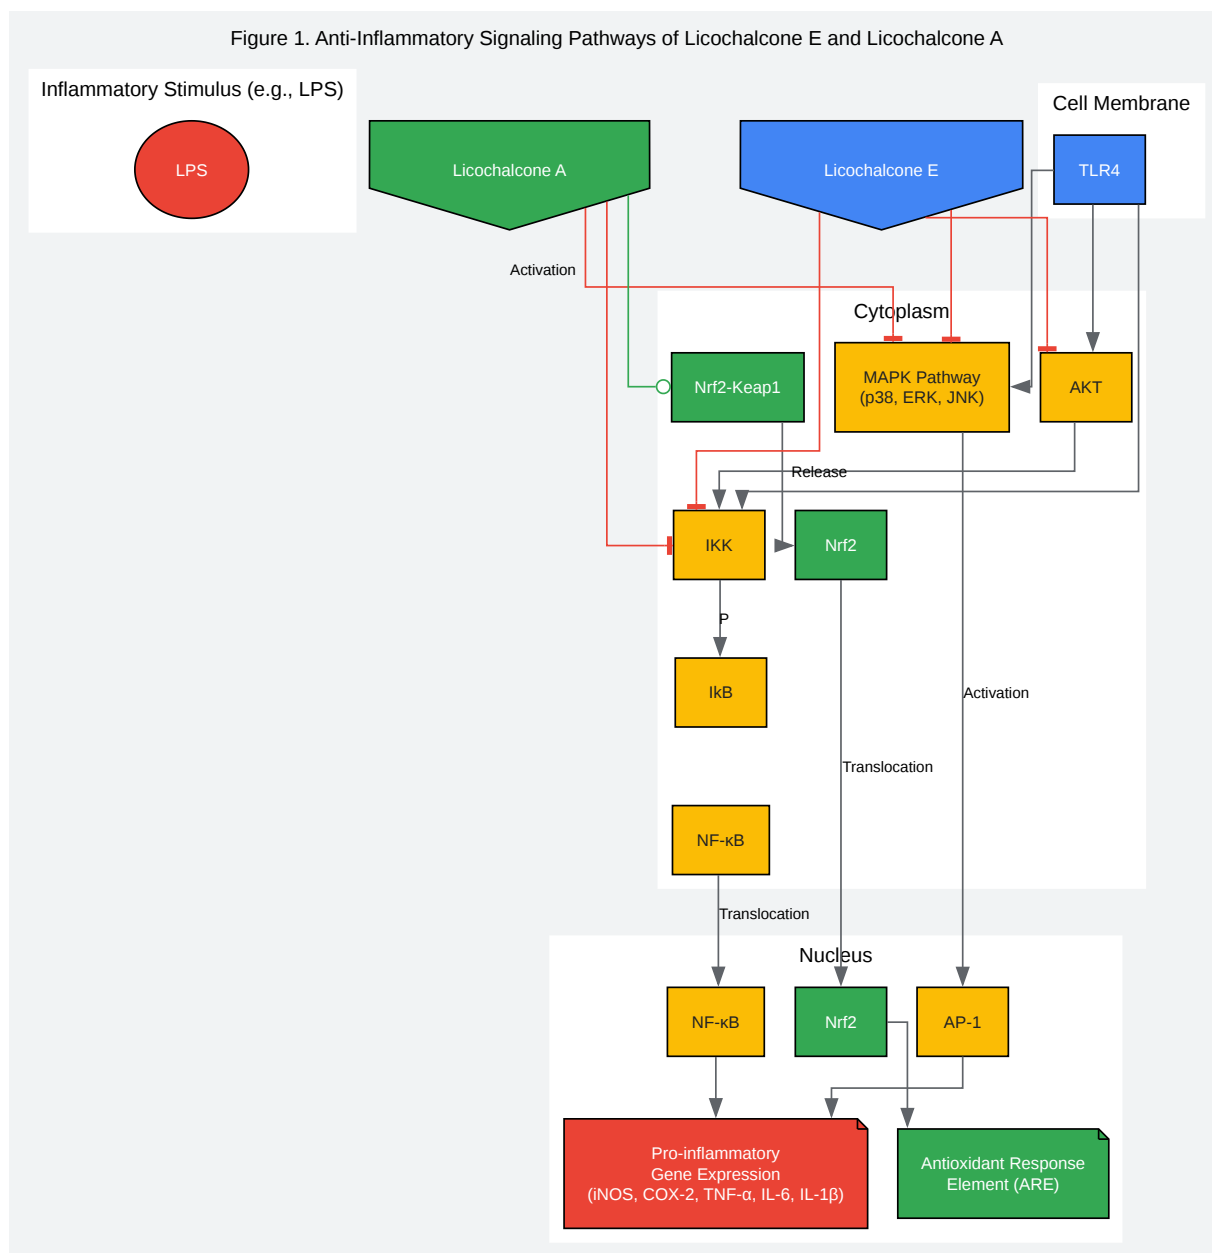 Figure 1. Anti-Inflammatory Signaling Pathways of Licochalcone E and Licochalcone A
Inflammatory Stimulus (e.g., LPS)
Cell Membrane
LPS
Licochalcone A
Licochalcone E
TLR4
Activation
Cytoplasm
Nrf2-Keap1
MAPK Pathway
(p38, ERK, JNK)
AKT
Release
IKK
Nrf2
P
IkB
Activation
Translocation
NF-κB
Translocation
Nucleus
NF-κB
Nrf2
AP-1
Pro-inflammatory
Gene Expression
(iNOS, COX-2, TNF-α, IL-6, IL-1β)
Antioxidant Response
Element (ARE)